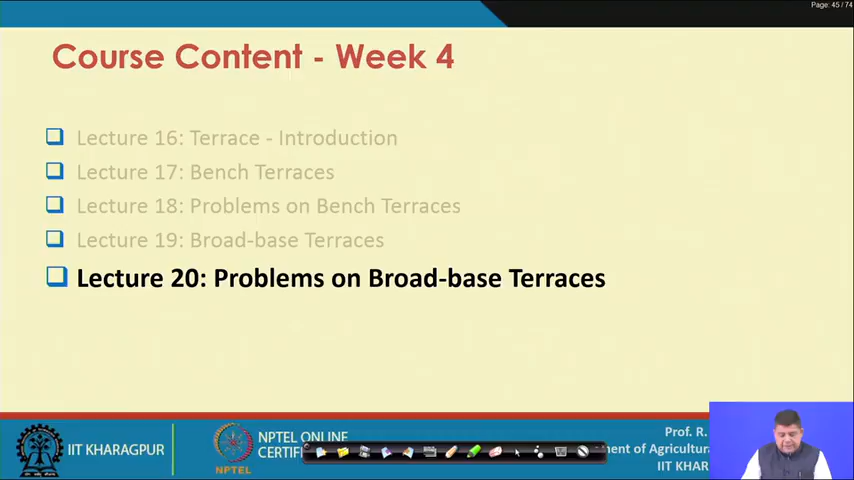 Page: 45 / 74
Course Content - Week 4
Lecture 16: Terrace - Introduction
Lecture 17: Bench Terraces
Lecture 18: Problems on Bench Terraces
Lecture 19: Broad-base Terraces
Lecture 20: Problems on Broad-base Terraces
IIT KHARAGPUR
NPTEL
NPTEL ONLINE
CERTIFI
Prof. R.
ment of Agricultura
IIT KHAR